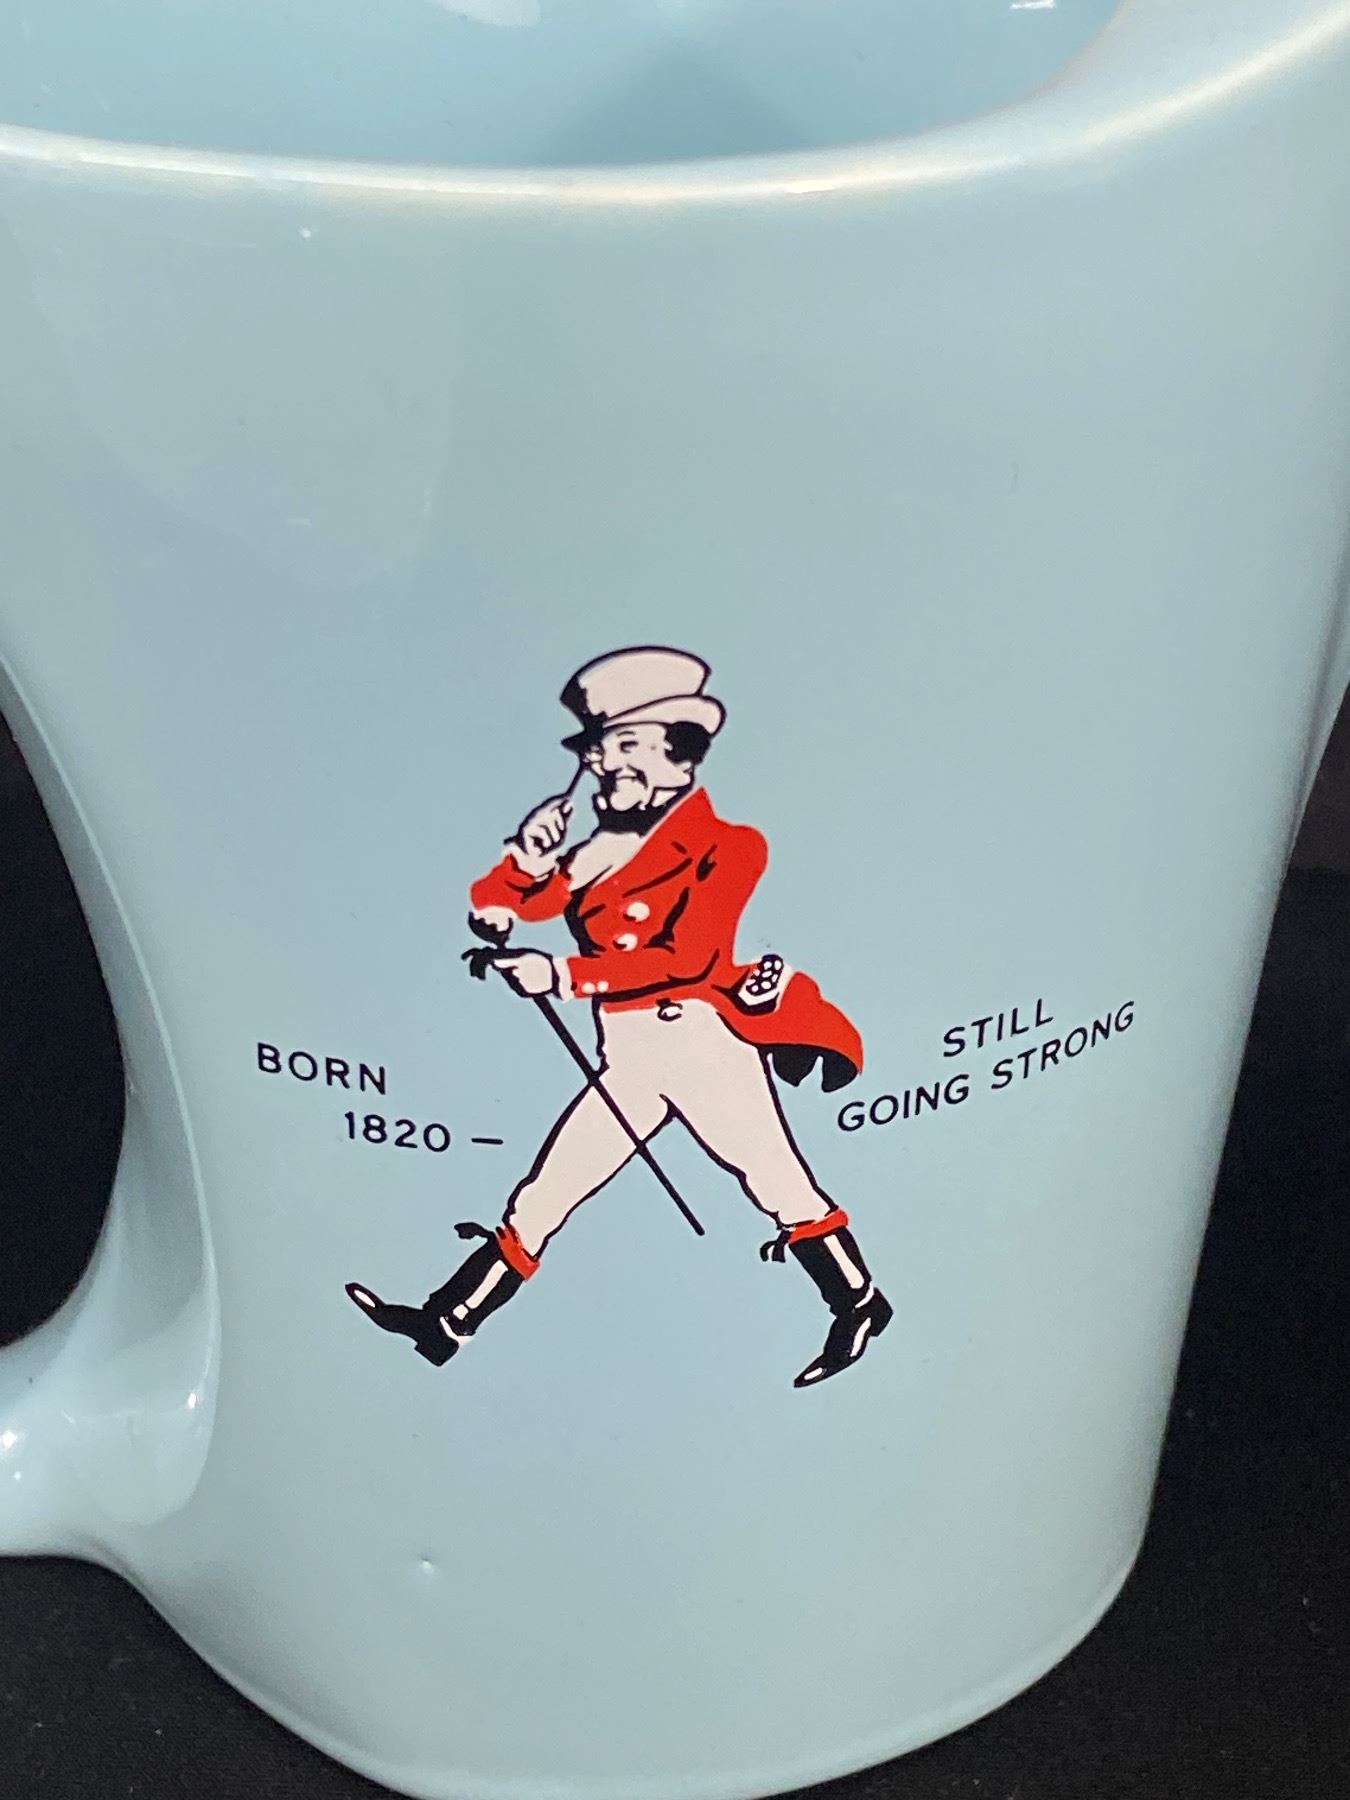 BORN
1820 –
STILL
GOING STRONG